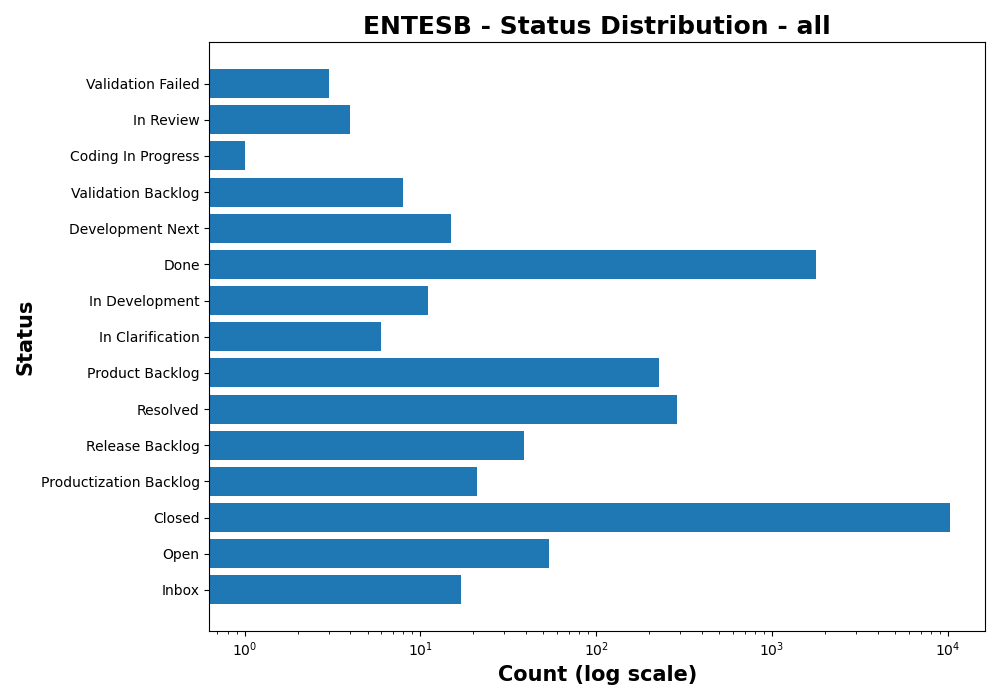 ENTESB - Status Distribution - all
Status
Validation Failed
In Review
Coding In Progress
Validation Backlog
Development Next
Done
In Development
In Clarification
Product Backlog
Resolved
Release Backlog
Productization Backlog
Closed
Open
Inbox
10⁰ 10¹ 10² 10³ 10⁴
Count (log scale)